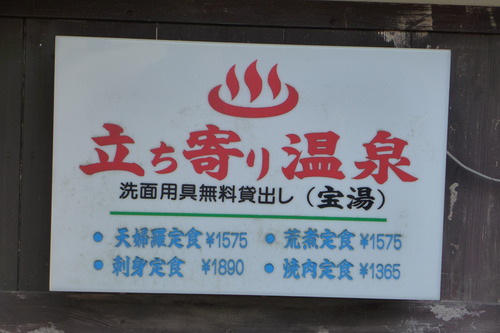 立ち寄り温泉
洗面用具無料貸出し(宝湯)
• 天婦羅定食 ¥1575 • 荒煮定食 ¥1575
• 刺身定食 ¥1890 • 焼肉定食 ¥1365